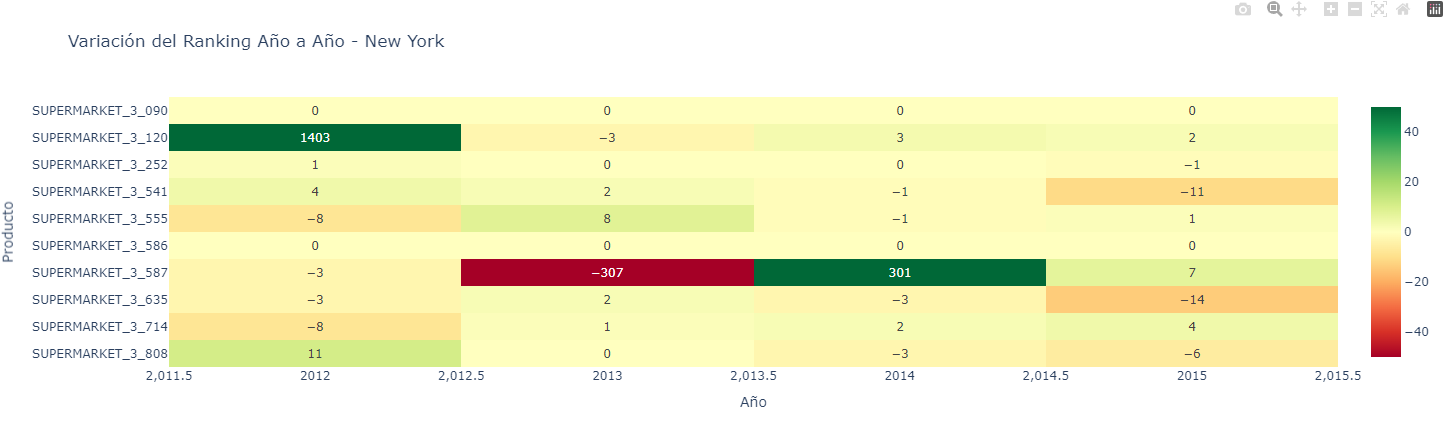 Variación del Ranking Año a Año - New York
SUPERMARKET_3_090 0 0 0 0
SUPERMARKET_3_120 1403 −3 3 2
SUPERMARKET_3_252 1 0 0 −1
SUPERMARKET_3_541 4 2 −1 −11
SUPERMARKET_3_555 −8 8 −1 1
SUPERMARKET_3_586 0 0 0 0
SUPERMARKET_3_587 −3 −307 301 7
SUPERMARKET_3_635 −3 2 −3 −14
SUPERMARKET_3_714 −8 1 2 4
SUPERMARKET_3_808 11 0 −3 −6
2,011.5 2012 2,012.5 2013 2,013.5 2014 2,014.5 2015 2,015.5
Año
Producto
40
20
0
−20
−40